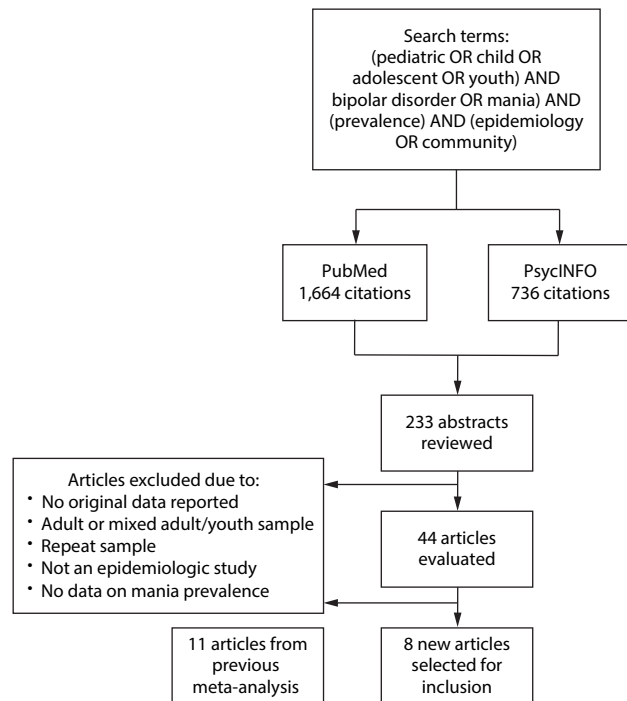 Search terms:
(pediatric OR child OR
adolescent OR youth) AND
bipolar disorder OR mania) AND
(prevalence) AND (epidemiology
OR community)
PubMed
1,664 citations
PsycINFO
736 citations
233 abstracts
reviewed
Articles excluded due to:
• No original data reported
• Adult or mixed adult/youth sample
• Repeat sample
• Not an epidemiologic study
• No data on mania prevalence
44 articles
evaluated
11 articles from
previous
meta-analysis
8 new articles
selected for
inclusion